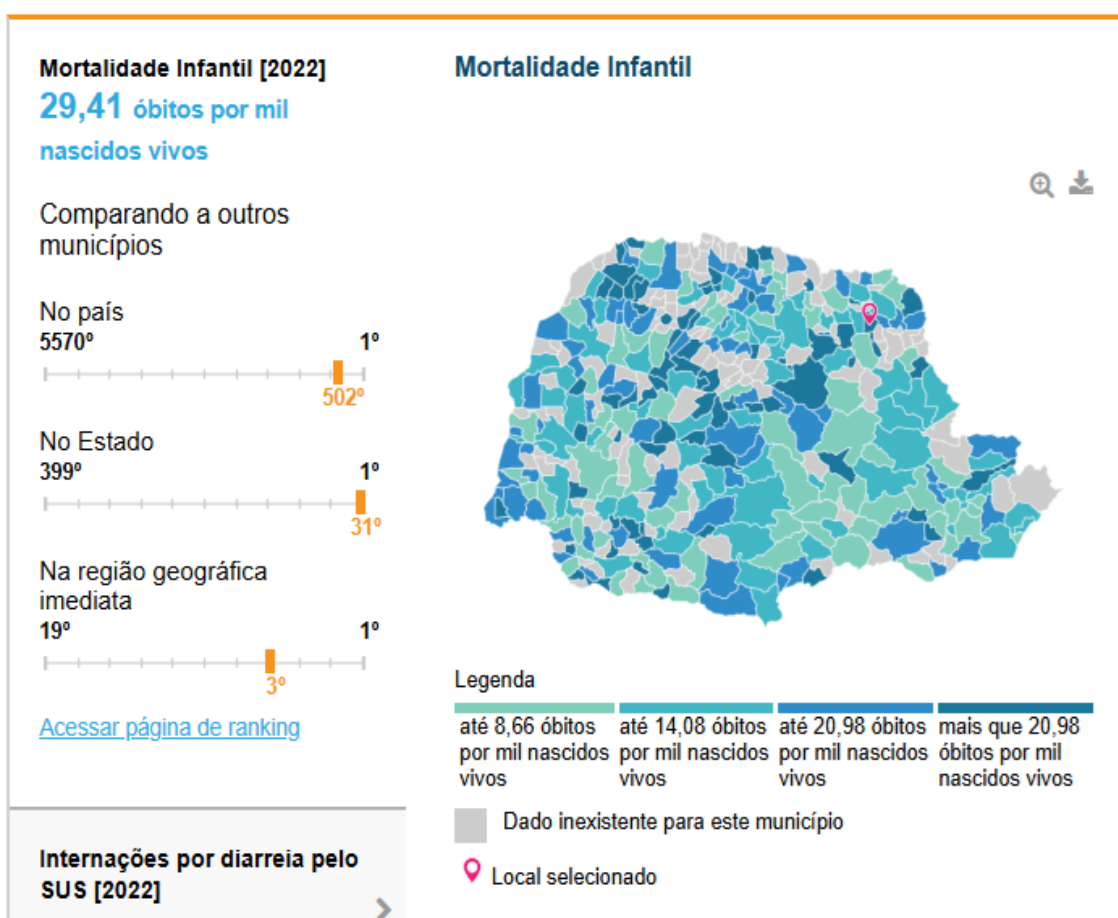 Mortalidade Infantil [2022]
29,41 óbitos por mil
nascidos vivos
Comparando a outros
municípios
No país
5570º 1º
502º
No Estado
399º 1º
31º
Na região geográfica
imediata
19º 1º
3º
Acessar página de ranking
Internações por diarreia pelo
SUS [2022]
Mortalidade Infantil
Legenda
até 8,66 óbitos
por mil nascidos
vivos
até 14,08 óbitos
por mil nascidos
vivos
até 20,98 óbitos
por mil nascidos
vivos
mais que 20,98
óbitos por mil
nascidos vivos
Dado inexistente para este município
Local selecionado